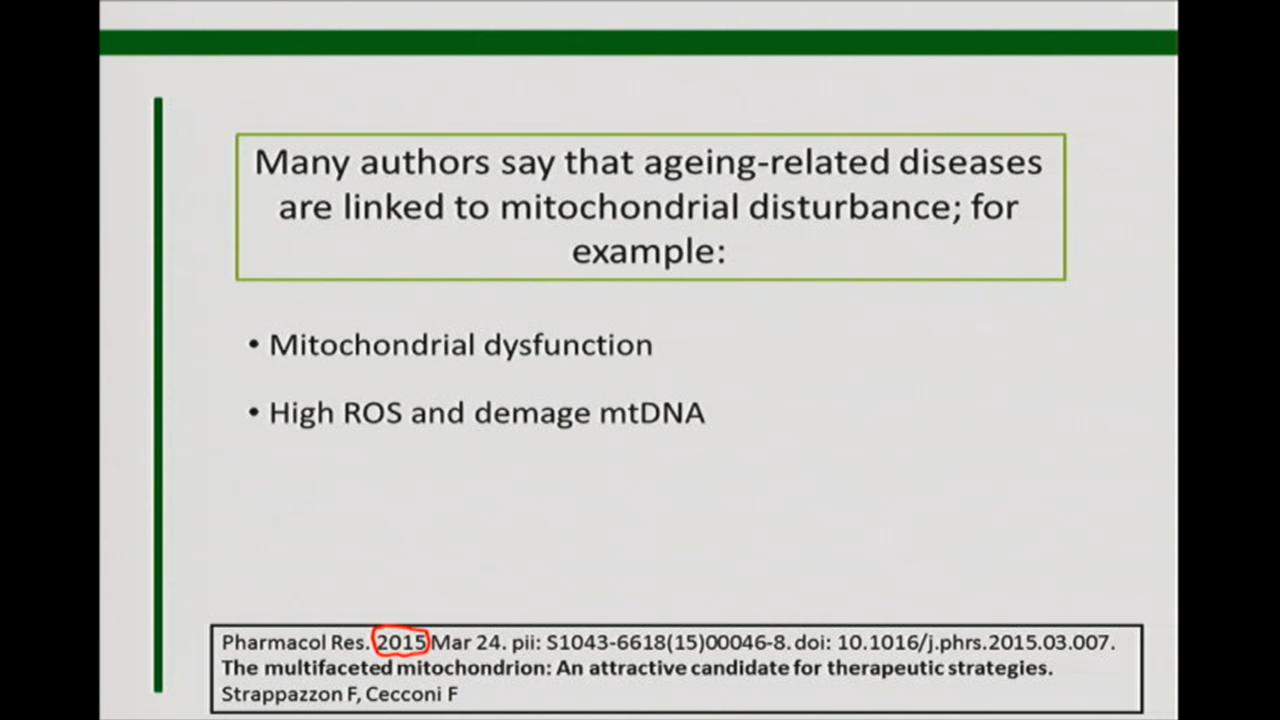 Many authors say that ageing-related diseases
are linked to mitochondrial disturbance; for
example:
• Mitochondrial dysfunction
• High ROS and demage mtDNA
Pharmacol Res. 2015 Mar 24. pii: S1043-6618(15)00046-8. doi: 10.1016/j.phrs.2015.03.007.
The multifaceted mitochondrion: An attractive candidate for therapeutic strategies.
Strappazzon F, Cecconi F